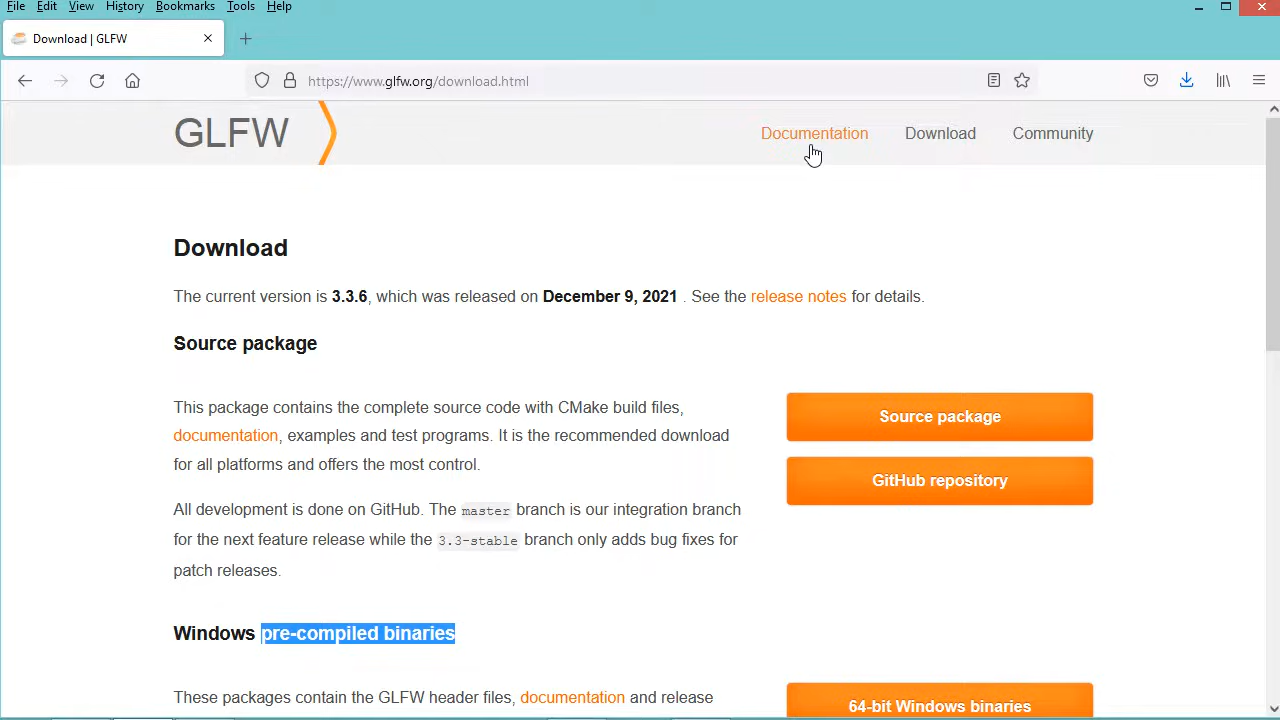 File Edit View History Bookmarks Tools Help
Download | GLFW
https://www.glfw.org/download.html
GLFW
Documentation Download Community
Download
The current version is 3.3.6, which was released on December 9, 2021 . See the release notes for details.
Source package
This package contains the complete source code with CMake build files,
documentation, examples and test programs. It is the recommended download
for all platforms and offers the most control.
Source package
GitHub repository
All development is done on GitHub. The master branch is our integration branch
for the next feature release while the 3.3-stable branch only adds bug fixes for
patch releases.
Windows pre-compiled binaries
These packages contain the GLFW header files, documentation and release
64-bit Windows binaries